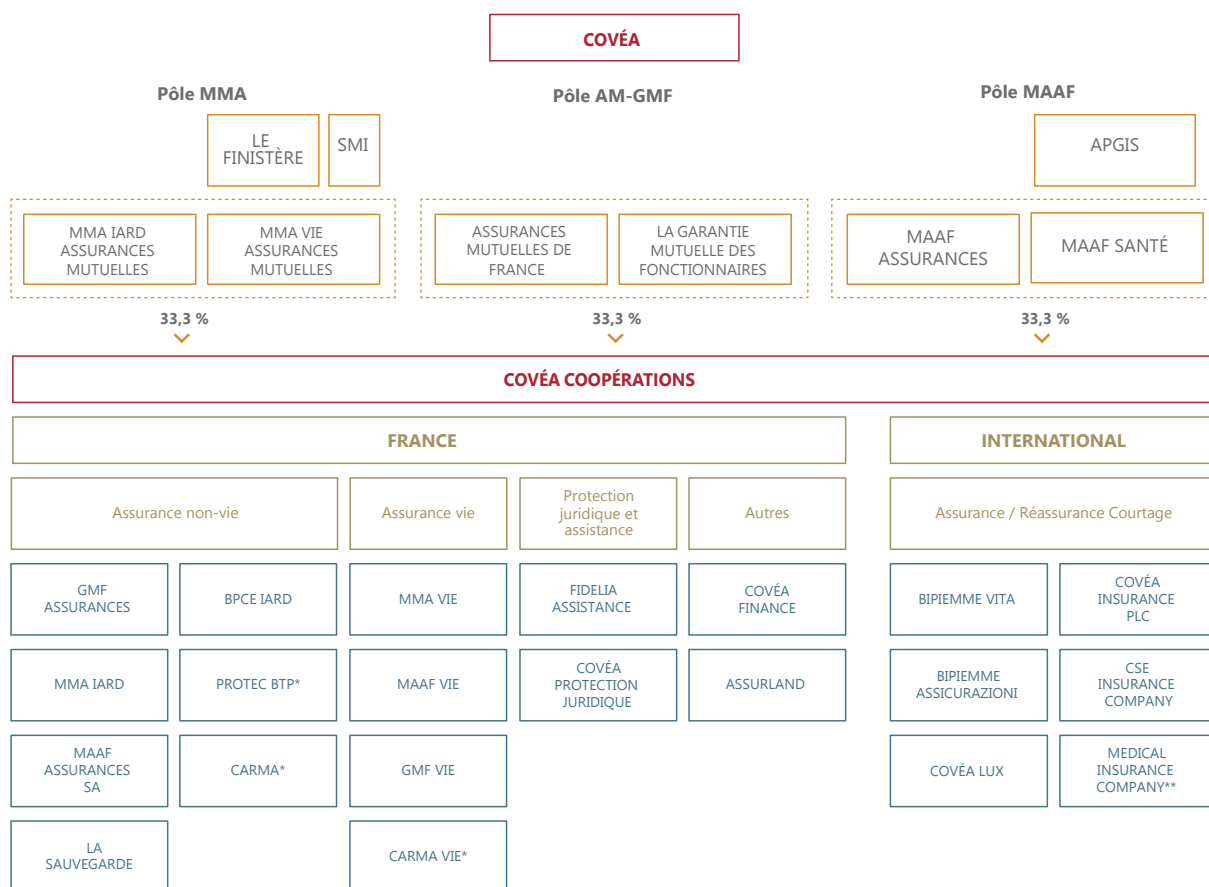 COVÉA
Pôle MMA
Pôle AM-GMF
Pôle MAAF
LE
FINISTÈRE
SMI
APGIS
MMA IARD
ASSURANCES
MUTUELLES
MMA VIE
ASSURANCES
MUTUELLES
ASSURANCES
MUTUELLES DE
FRANCE
LA GARANTIE
MUTUELLE DES
FONCTIONNAIRES
MAAF
ASSURANCES
MAAF SANTÉ
33,3 %
33,3 %
33,3 %
COVÉA COOPÉRATIONS
FRANCE
INTERNATIONAL
Assurance non-vie
Assurance vie
Protection
juridique et
assistance
Autres
Assurance / Réassurance Courtage
GMF
ASSURANCES
BPCE IARD
MMA VIE
FIDELIA
ASSISTANCE
COVÉA
FINANCE
BIPIEMME VITA
COVÉA
INSURANCE
PLC
MMA IARD
PROTEC BTP*
MAAF VIE
COVÉA
PROTECTION
JURIDIQUE
ASSURLAND
BIPIEMME
ASSICURAZIONI
CSE
INSURANCE
COMPANY
MAAF
ASSURANCES
SA
CARMA*
GMF VIE
COVÉA LUX
MEDICAL
INSURANCE
COMPANY**
LA
SAUVEGARDE
CARMA VIE*